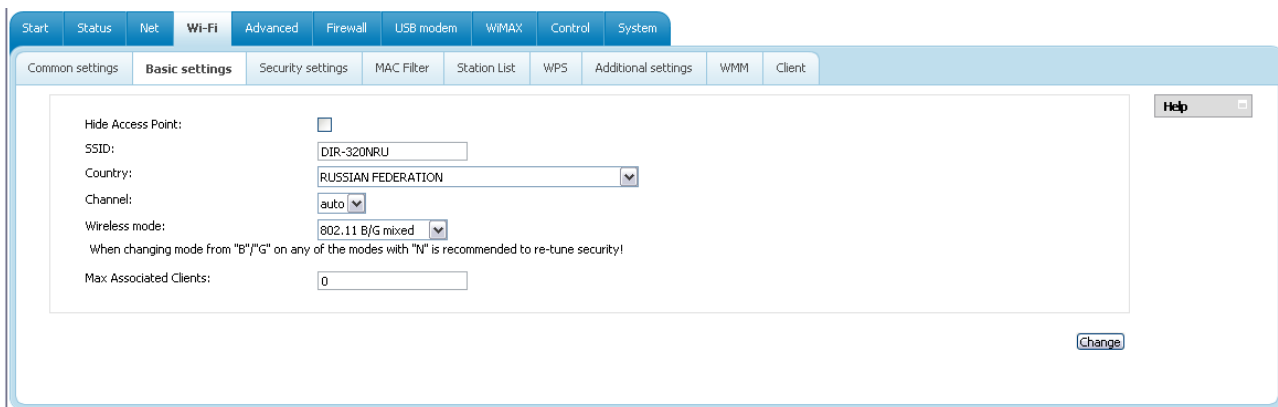 Start Status Net Wi-Fi Advanced Firewall USB modem WiMAX Control System
Common settings Basic settings Security settings MAC Filter Station List WPS Additional settings WMM Client
Help
Hide Access Point:
SSID: DIR-320NRU
Country: RUSSIAN FEDERATION
Channel: auto
Wireless mode: 802.11 B/G mixed
When changing mode from "B"/"G" on any of the modes with "N" is recommended to re-tune security!
Max Associated Clients: 0
Change